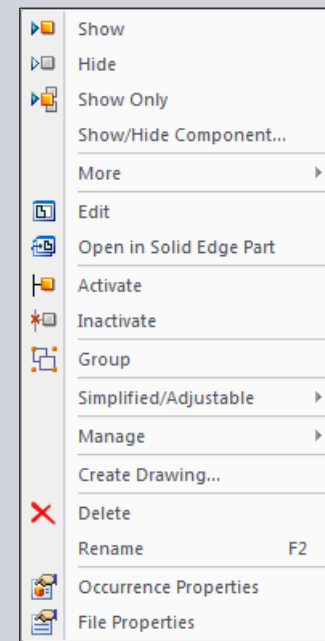 Show
Hide
Show Only
Show/Hide Component...
More
Edit
Open in Solid Edge Part
Activate
Inactivate
Group
Simplified/Adjustable
Manage
Create Drawing...
Delete
Rename F2
Occurrence Properties
File Properties